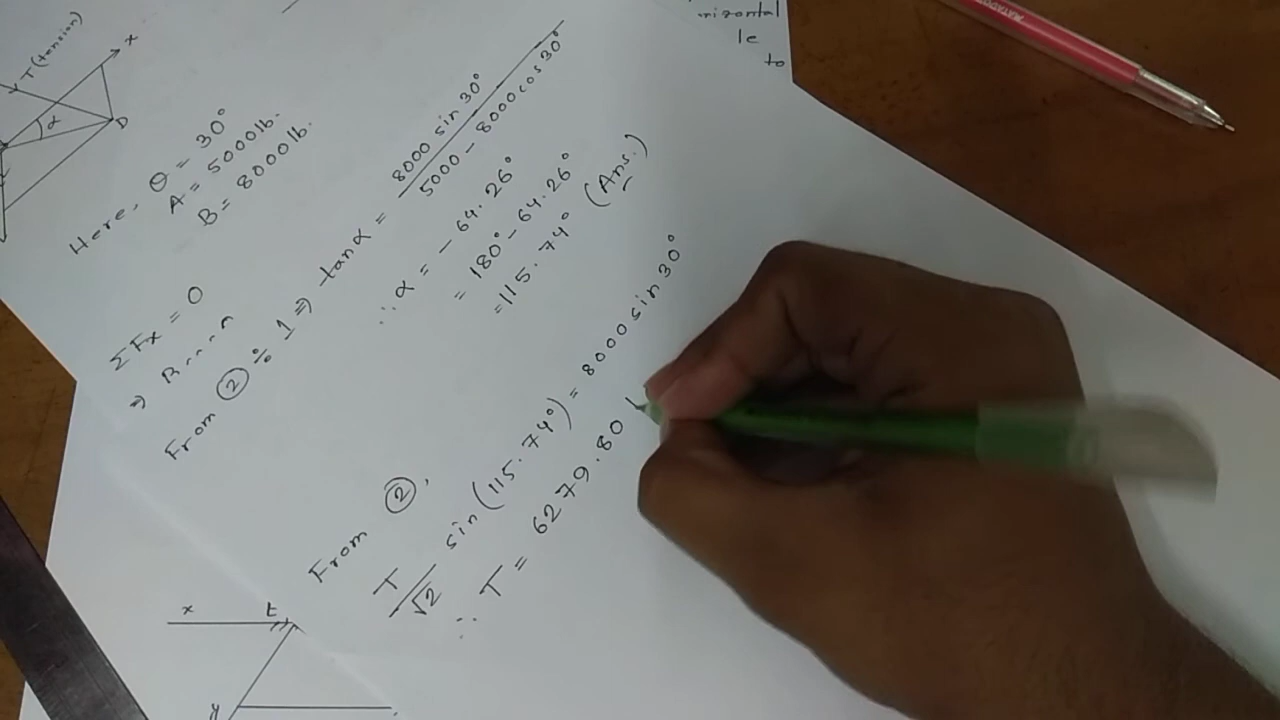 rizontal
le
to
MATADOR
T (tension)
x
α
D
Here, θ = 30°
A = 5000 lb.
B = 8000 lb.
ΣFx = 0
⇒
From ② ÷ 1 ⇒ tanα = 8000 sin 30° / 5000 - 8000 cos 30°
∴ α = - 64.26°
= 180° - 64.26°
= 115.74° (Ans.)
From ②,
T/√2 sin (115.74°) = 8000 sin 30°
∴ T = 6279.80
x t
y